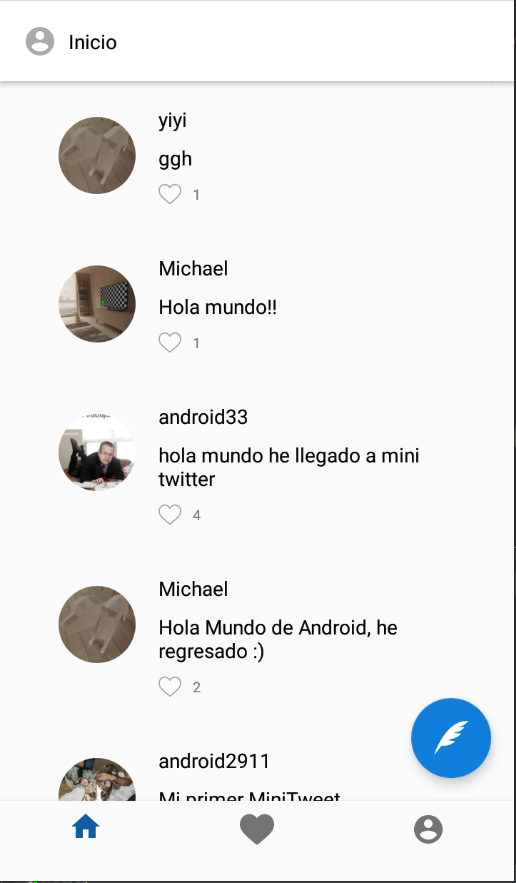 Inicio
yiyi
ggh
1
Michael
Hola mundo!!
1
android33
hola mundo he llegado a mini
twitter
4
Michael
Hola Mundo de Android, he
regresado :)
2
android2911
Mi primer MiniTweet